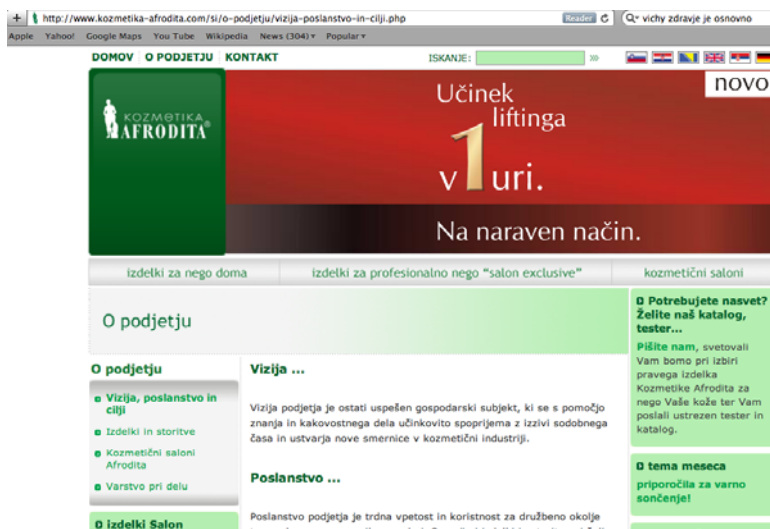 http://www.kozmetika-afrodita.com/si/o-podjetju/vizija-poslanstvo-in-cilji.php
Reader
vichy zdravje je osnovno
Apple Yahoo! Google Maps You Tube Wikipedia News (304) Popular
DOMOV O PODJETJU KONTAKT
ISKANJE:
KOZMETIKA
AFRODITA®
novo
Učinek
liftinga
v 1 uri.
Na naraven način.
izdelki za nego doma
izdelki za profesionalno nego "salon exclusive"
kozmetični saloni
O podjetju
O podjetju
Vizija, poslanstvo in
cilji
Izdelki in storitve
Kozmetični saloni
Afrodita
Varstvo pri delu
izdelki Salon
Vizija ...
Vizija podjetja je ostati uspešen gospodarski subjekt, ki se s pomočjo
znanja in kakovostnega dela učinkovito spoprijema z izzivi sodobnega
časa in ustvarja nove smernice v kozmetični industriji.
Poslanstvo ...
Poslanstvo podjetja je trdna vpetost in koristnost za družbeno okolje
Potrebujete nasvet?
Želite naš katalog,
tester...
Pišite nam, svetovali
Vam bomo pri izbiri
pravega izdelka
Kozmetike Afrodita za
nego Vaše kože ter Vam
poslali ustrezen tester in
katalog.
tema meseca
priporočila za varno
sončenje!